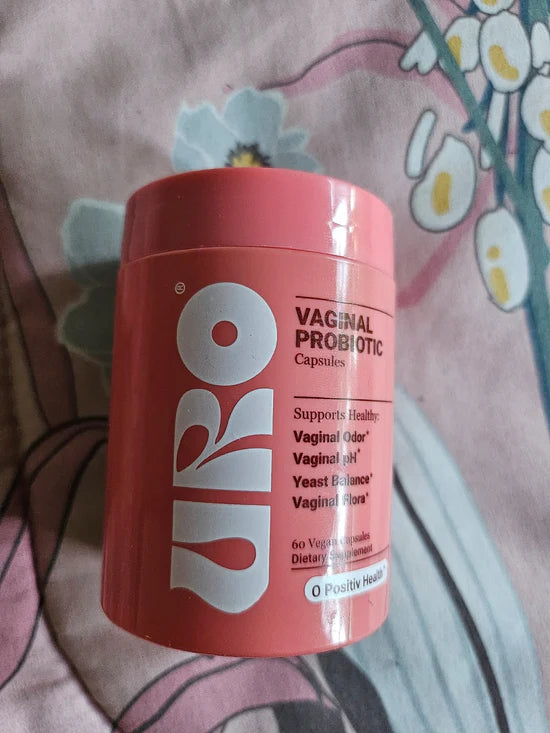 URO®
VAGINAL
PROBIOTIC
Capsules
Supports Healthy:
Vaginal Odor*
Vaginal pH*
Yeast Balance*
Vaginal Flora*
60 Vegan Capsules
Dietary Supplement
O Positiv Health™